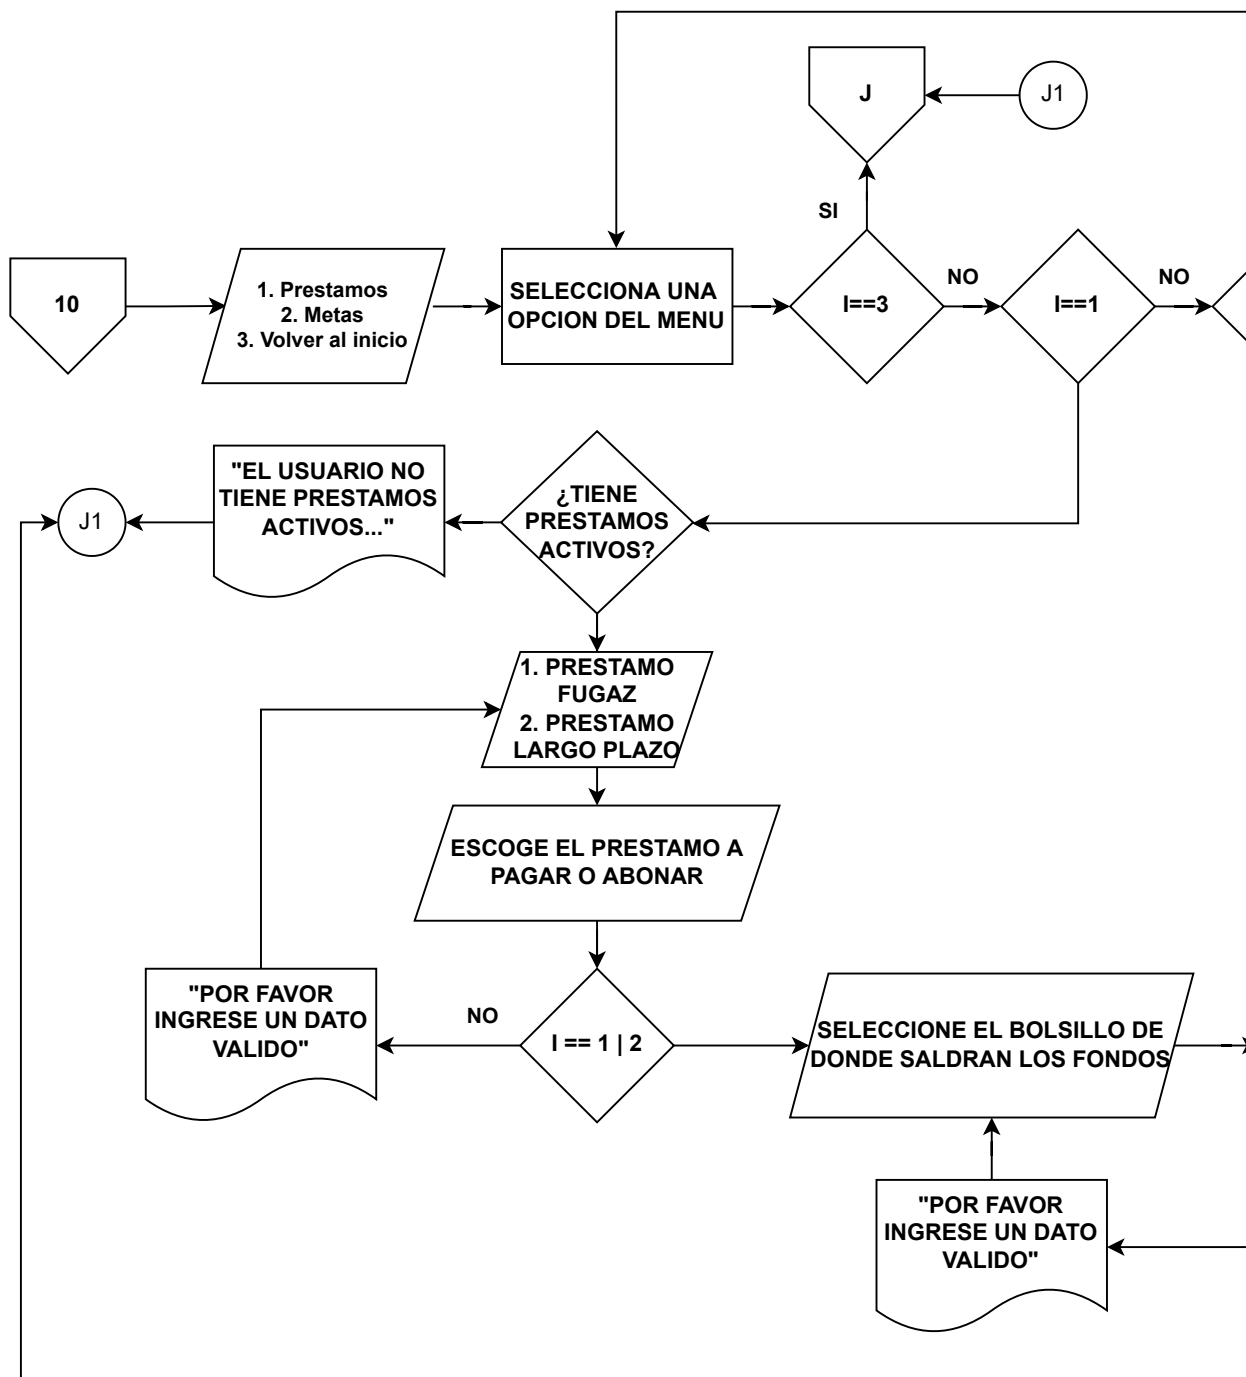 J
J1
SI
10
1. Prestamos
2. Metas
3. Volver al inicio
SELECCIONA UNA
OPCION DEL MENU
I==3
NO
I==1
NO
"EL USUARIO NO
TIENE PRESTAMOS
ACTIVOS..."
J1
¿TIENE
PRESTAMOS
ACTIVOS?
1. PRESTAMO
FUGAZ
2. PRESTAMO
LARGO PLAZO
ESCOGE EL PRESTAMO A
PAGAR O ABONAR
"POR FAVOR
INGRESE UN DATO
VALIDO"
NO
I == 1 | 2
SELECCIONE EL BOLSILLO DE
DONDE SALDRAN LOS FONDOS
"POR FAVOR
INGRESE UN DATO
VALIDO"